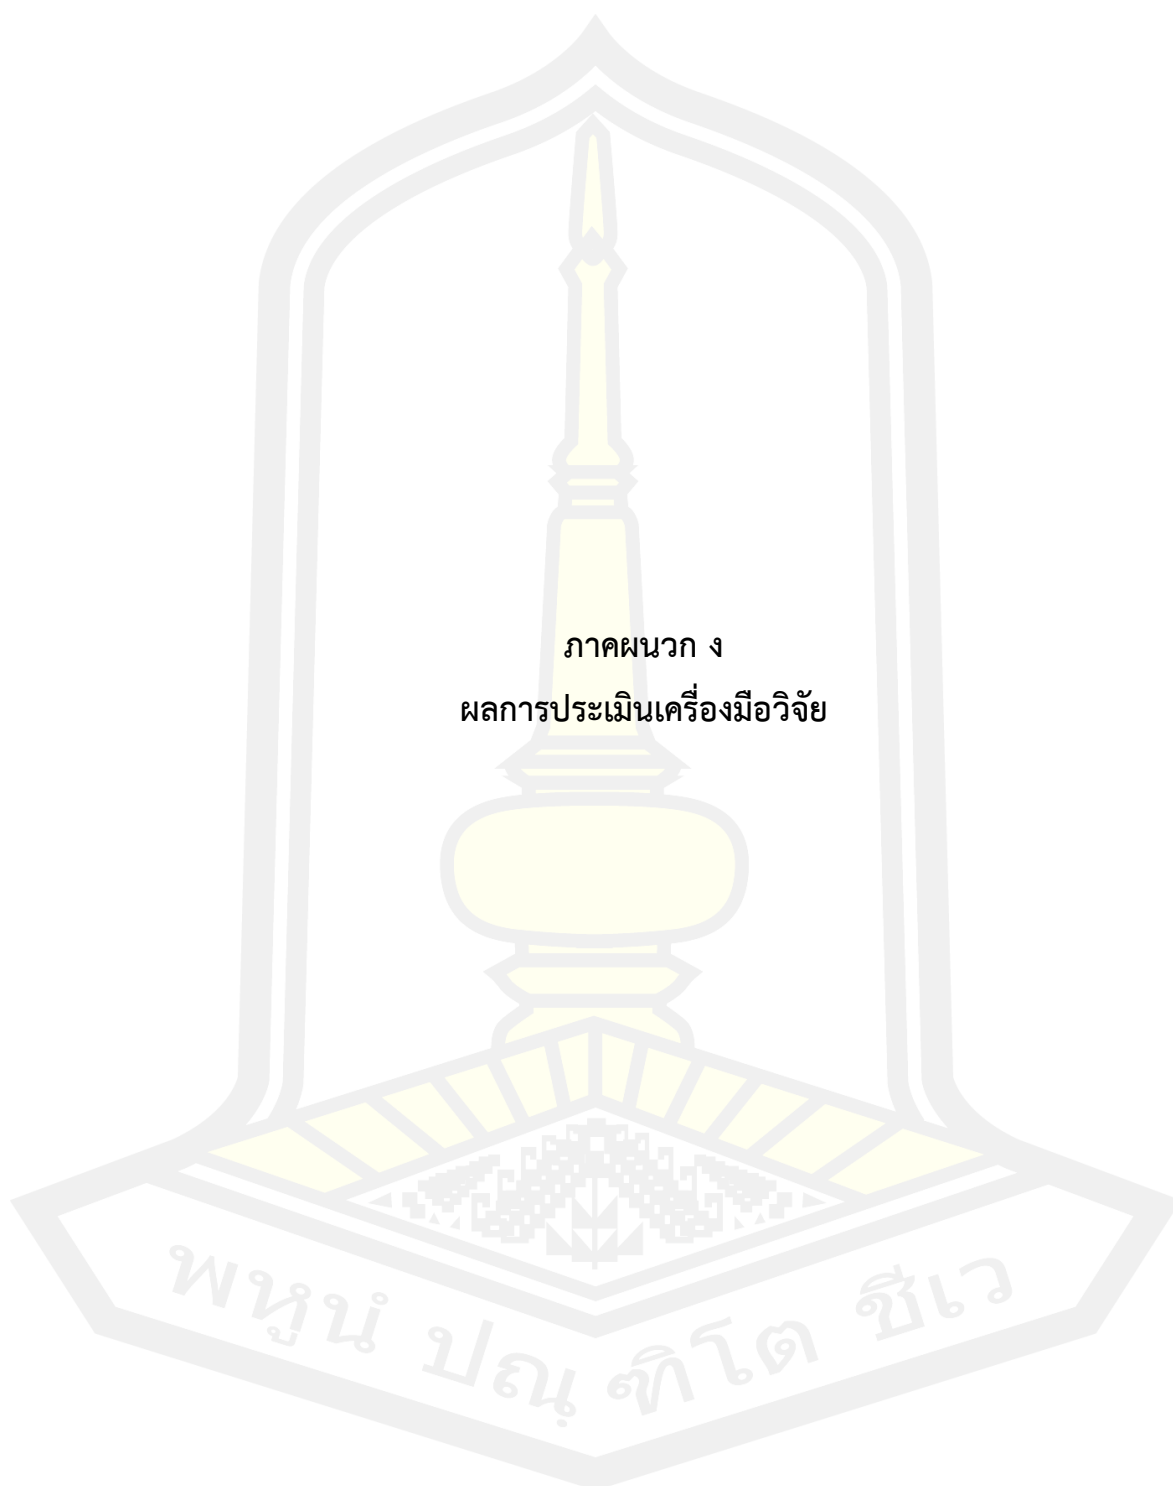 ภาคผนวก ง
ผลการประเมินเครื่องมือวิจัย
พหูนํ ปณฺฑิโต ชีเว